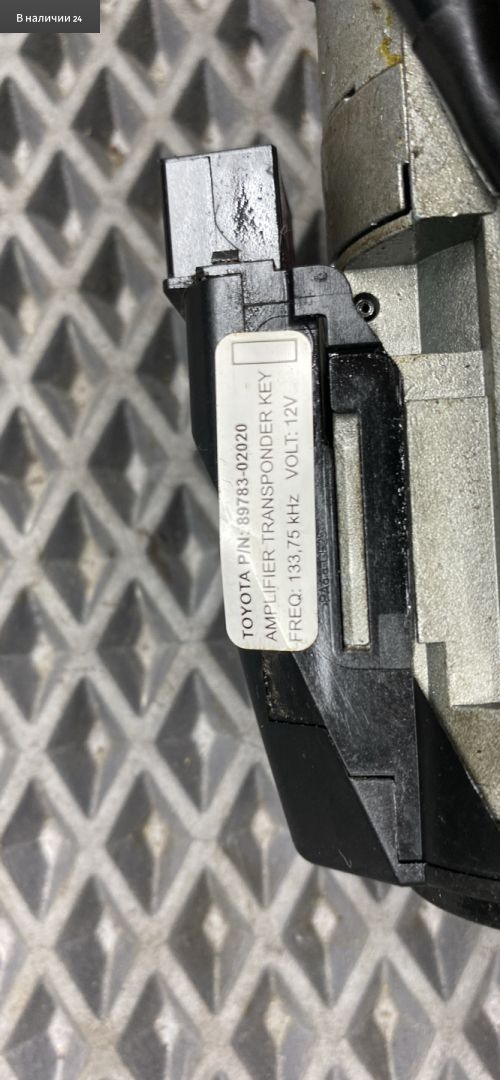 В наличии 24
TOYOTA P/N: 89783-02020
AMPLIFIER TRANSPONDER KEY
FREQ: 133,75 kHz VOLT: 12V